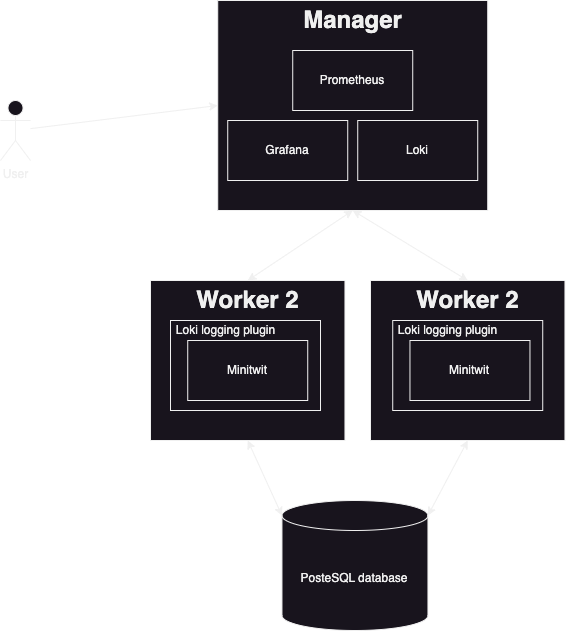 Manager
Prometheus
Grafana
Loki
User
Worker 2
Loki logging plugin
Minitwit
Worker 2
Loki logging plugin
Minitwit
PosteSQL database